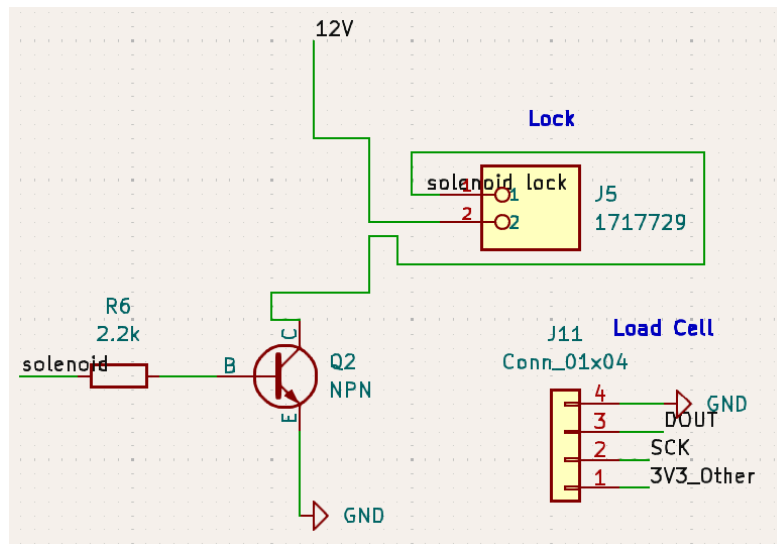 12V
Lock
solenoid lock
1
1
2
2
J5
1717729
R6
2.2k
solenoid
B
C
E
Q2
NPN
GND
Load Cell
J11
Conn_01x04
4
GND
3
DOUT
2
SCK
1
3V3_Other